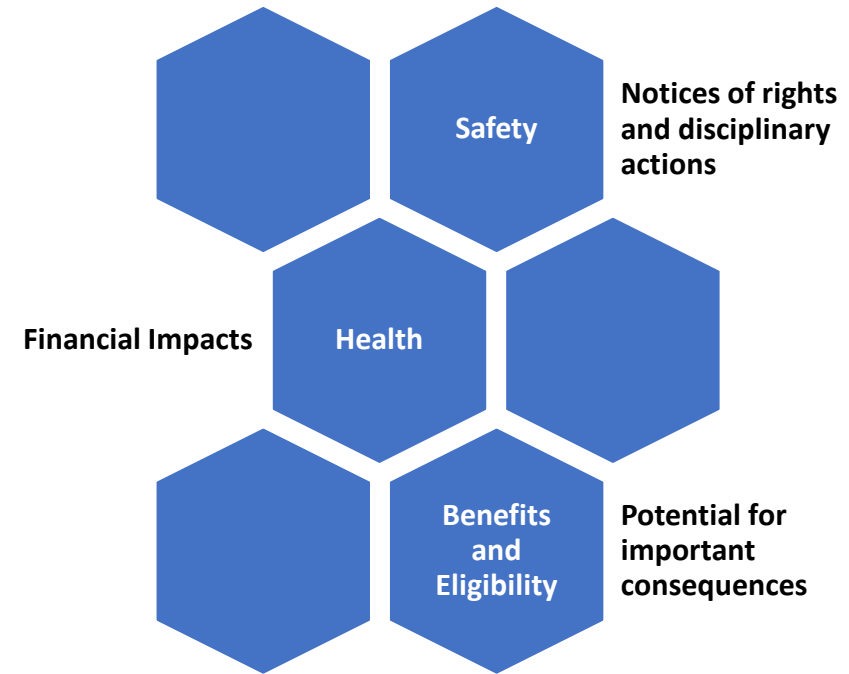 Safety
Notices of rights
and disciplinary
actions
Financial Impacts
Health
Benefits
and
Eligibility
Potential for
important
consequences